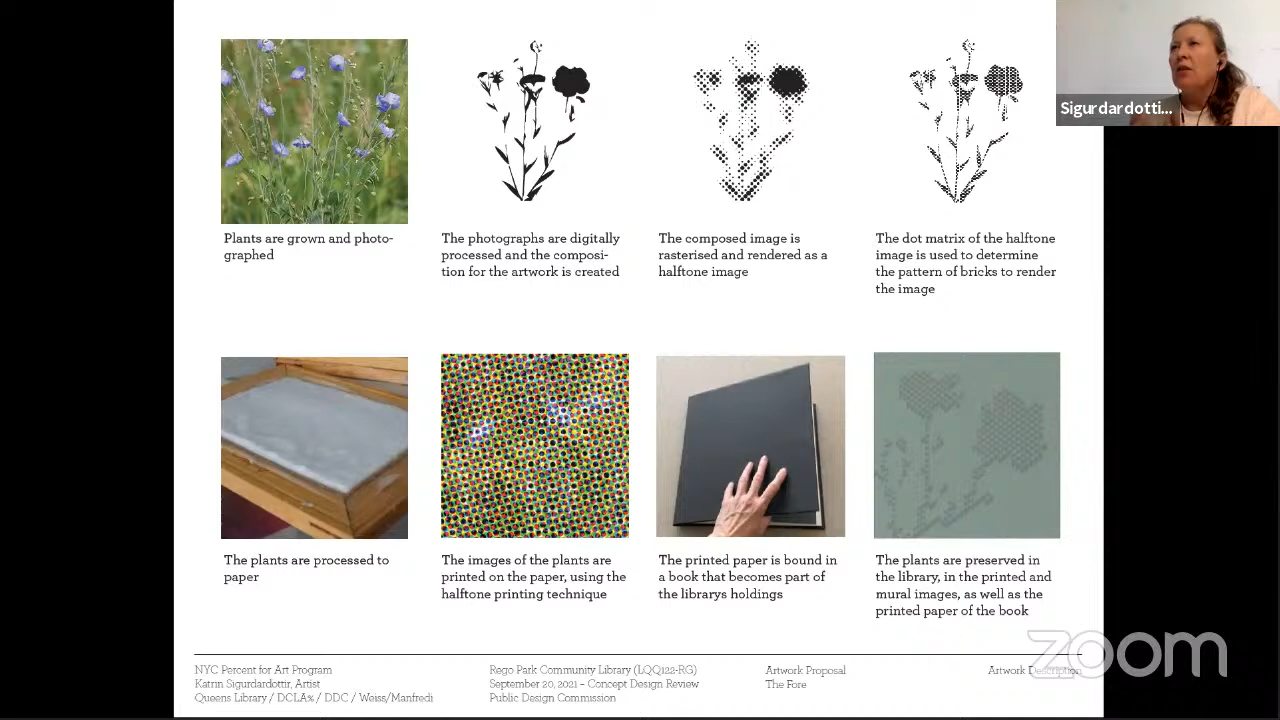 Sigurdardotti...
Plants are grown and photo-
graphed
The photographs are digitally
processed and the composi-
tion for the artwork is created
The composed image is
rasterised and rendered as a
halftone image
The dot matrix of the halftone
image is used to determine
the pattern of bricks to render
the image
The plants are processed to
paper
The images of the plants are
printed on the paper, using the
halftone printing technique
The printed paper is bound in
a book that becomes part of
the librarys holdings
The plants are preserved in
the library, in the printed and
mural images, as well as the
printed paper of the book
NYC Percent for Art Program
Katrin Sigurdardottir, Artist
Queens Library / DCLA% / DDC / Weiss/Manfredi
Rego Park Community Library (LQQ122-RG)
September 20, 2021 – Concept Design Review
Public Design Commission
Artwork Proposal
The Fore
Artwork Description
zoom